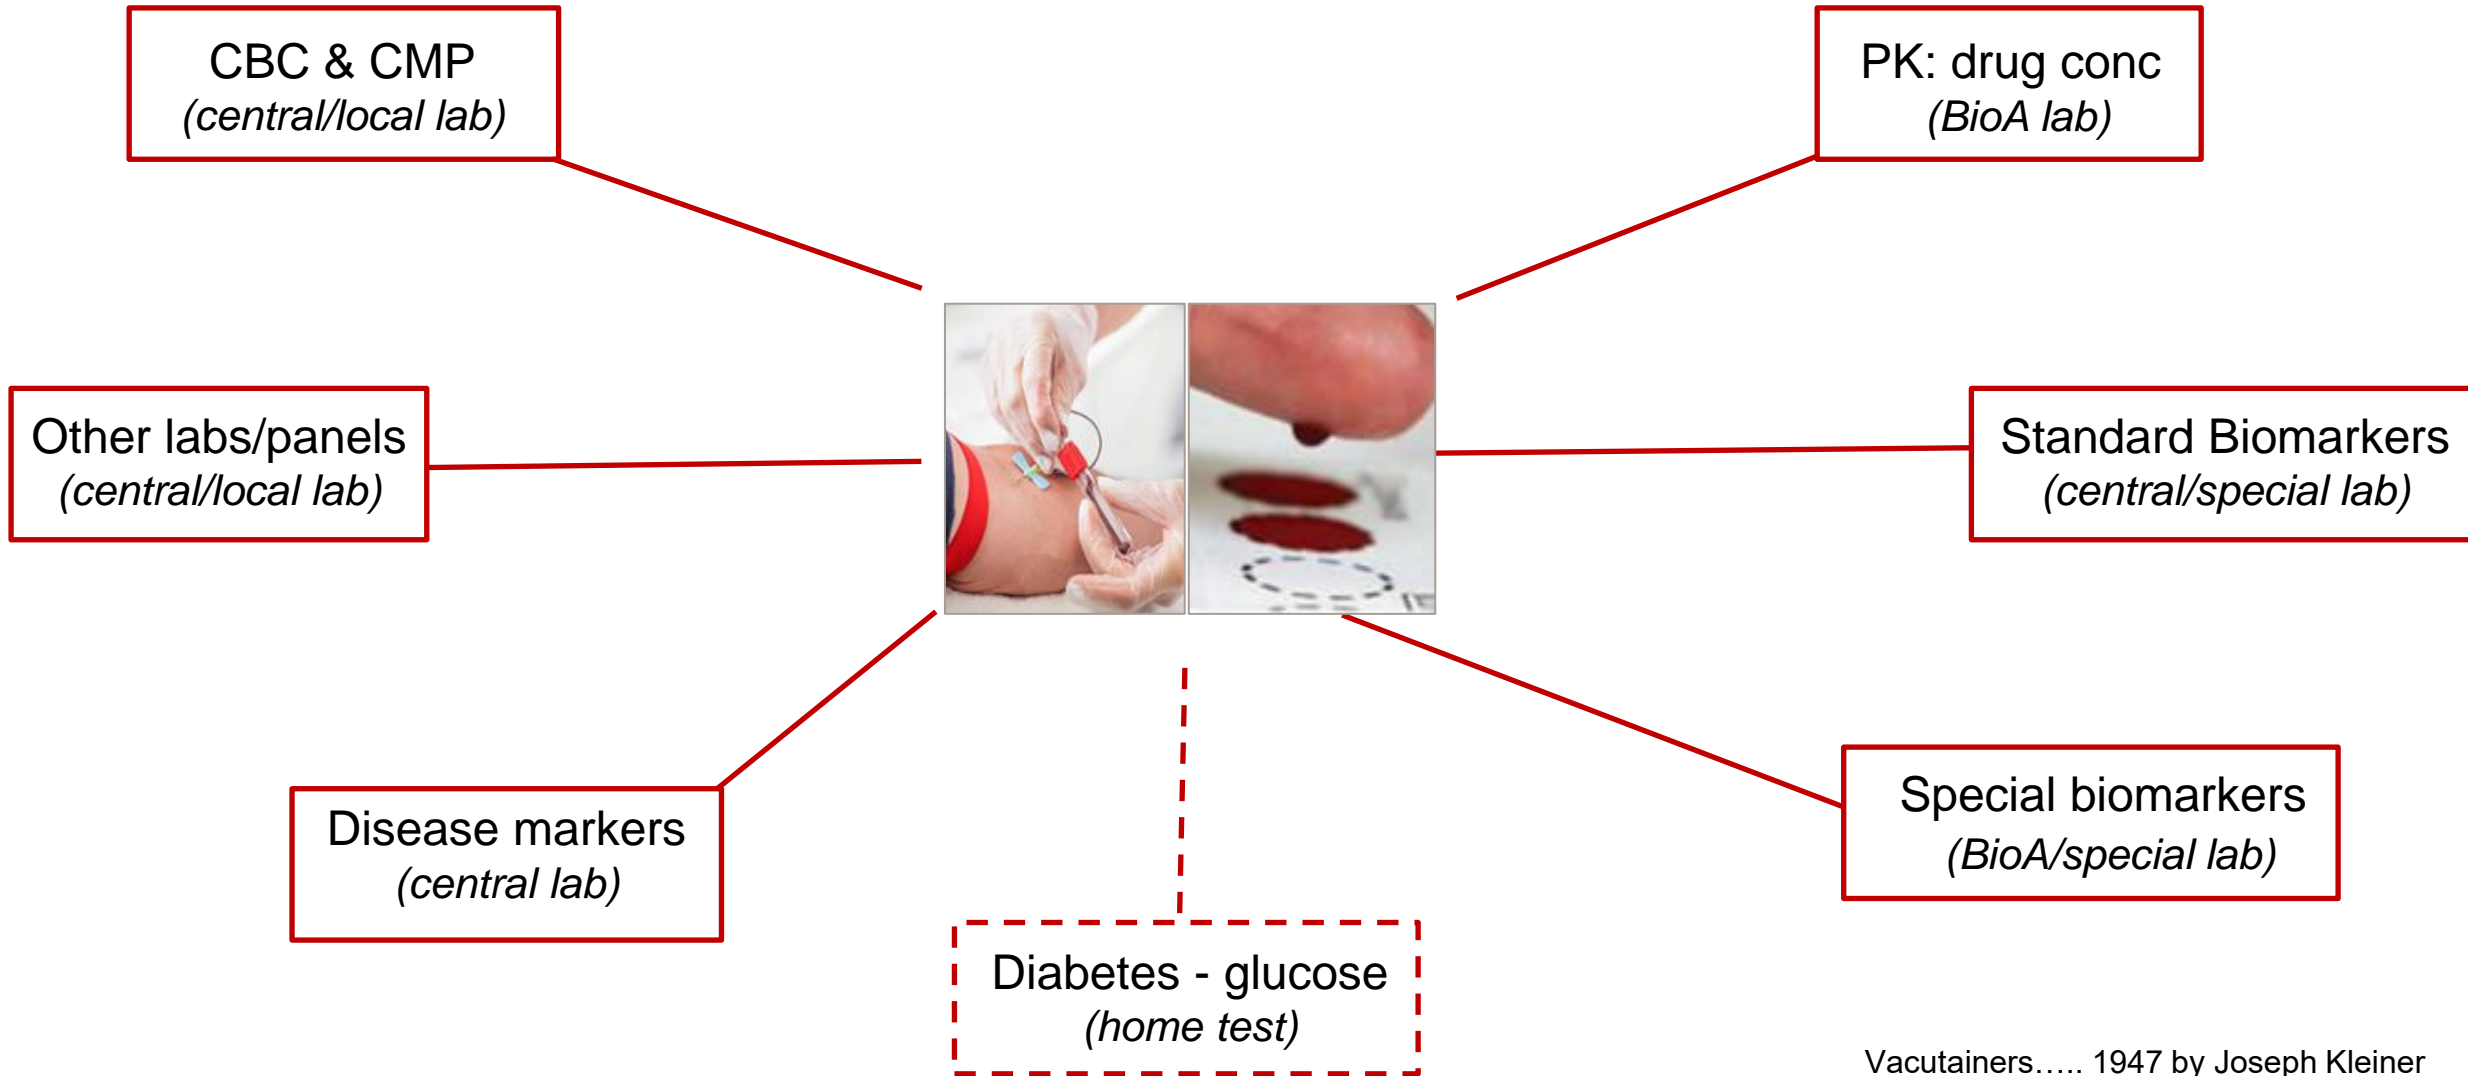 CBC & CMP
(central/local lab)
PK: drug conc
(BioA lab)
Other labs/panels
(central/local lab)
Standard Biomarkers
(central/special lab)
Disease markers
(central lab)
Special biomarkers
(BioA/special lab)
Diabetes - glucose
(home test)
Vacutainers….. 1947 by Joseph Kleiner